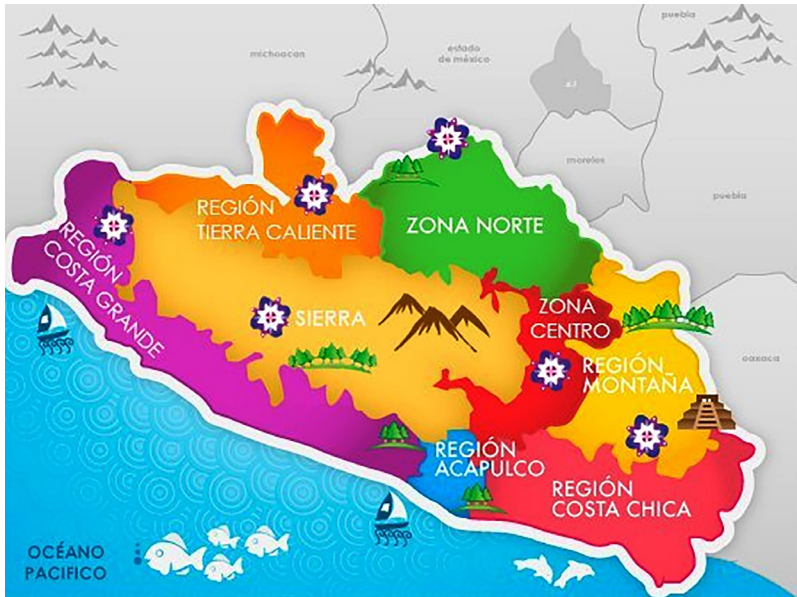 puebla
michoacan
estado
de méxico
d.f
morelos
puebla
REGIÓN
TIERRA CALIENTE
ZONA NORTE
REGIÓN
COSTA GRANDE
SIERRA
ZONA
CENTRO
REGIÓN
MONTAÑA
oaxaca
REGIÓN
ACAPULCO
REGIÓN
COSTA CHICA
OCÉANO
PACIFICO